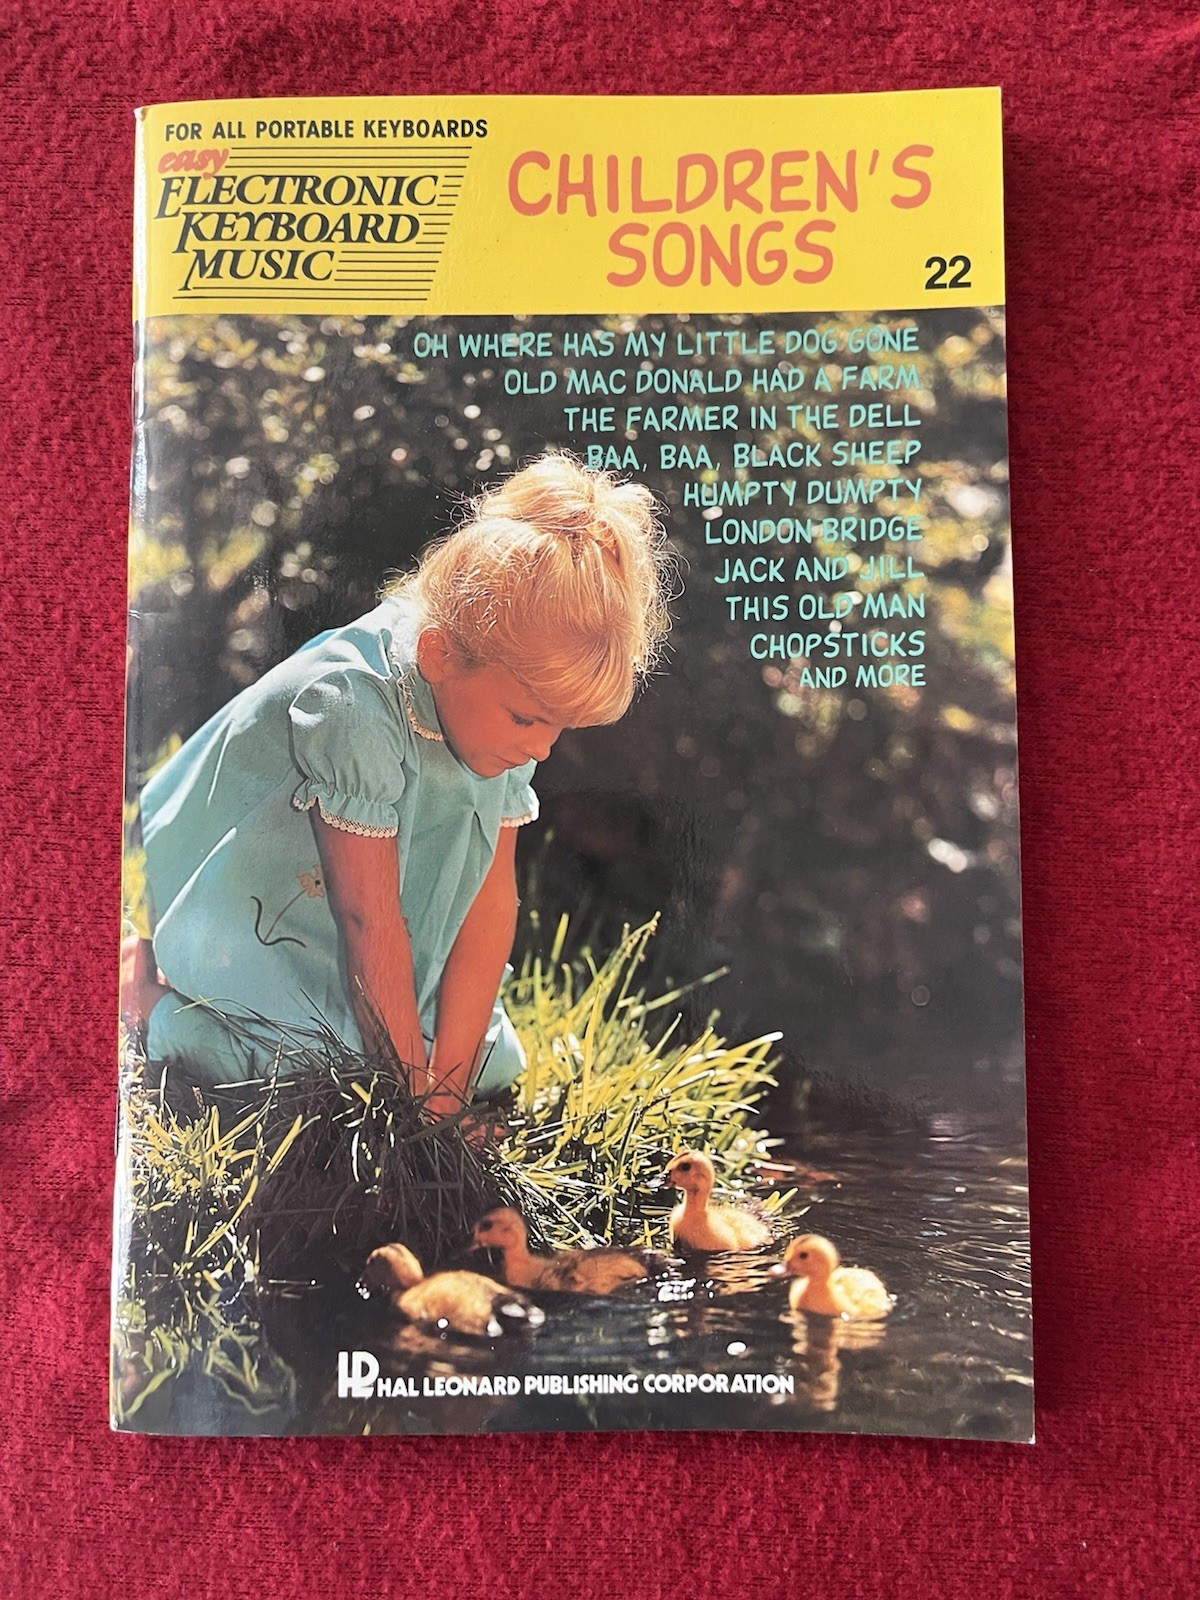 FOR ALL PORTABLE KEYBOARDS
easy
ELECTRONIC
KEYBOARD
MUSIC
CHILDREN'S
SONGS
22
OH WHERE HAS MY LITTLE DOG GONE
OLD MAC DONALD HAD A FARM
THE FARMER IN THE DELL
BAA, BAA, BLACK SHEEP
HUMPTY DUMPTY
LONDON BRIDGE
JACK AND JILL
THIS OLD MAN
CHOPSTICKS
AND MORE
HL HAL LEONARD PUBLISHING CORPORATION